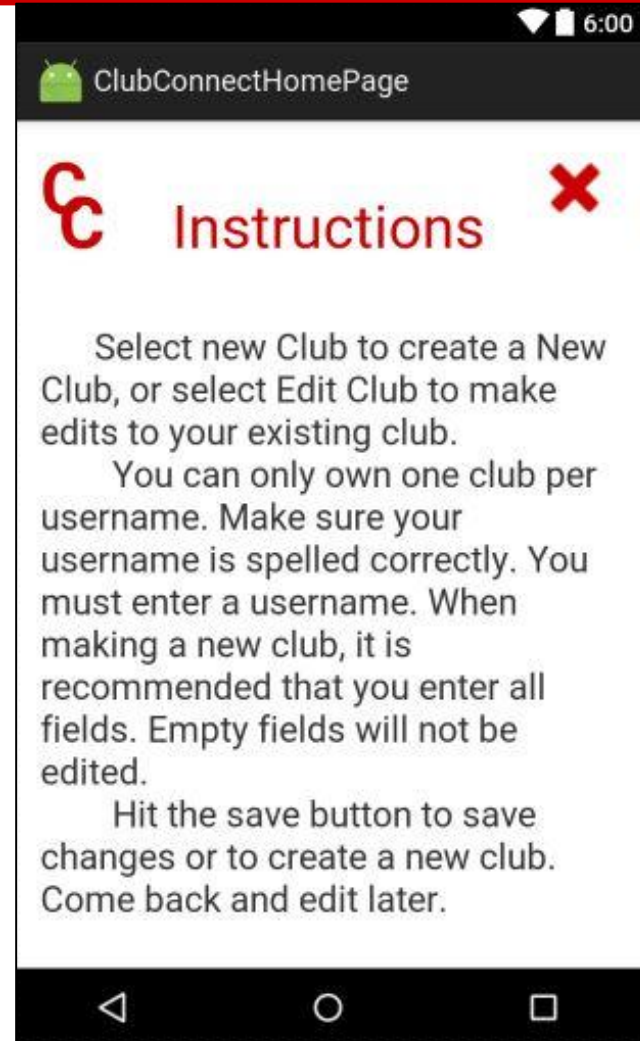 6:00
ClubConnectHomePage
CC
Instructions
Select new Club to create a New
Club, or select Edit Club to make
edits to your existing club.
You can only own one club per
username. Make sure your
username is spelled correctly. You
must enter a username. When
making a new club, it is
recommended that you enter all
fields. Empty fields will not be
edited.
Hit the save button to save
changes or to create a new club.
Come back and edit later.